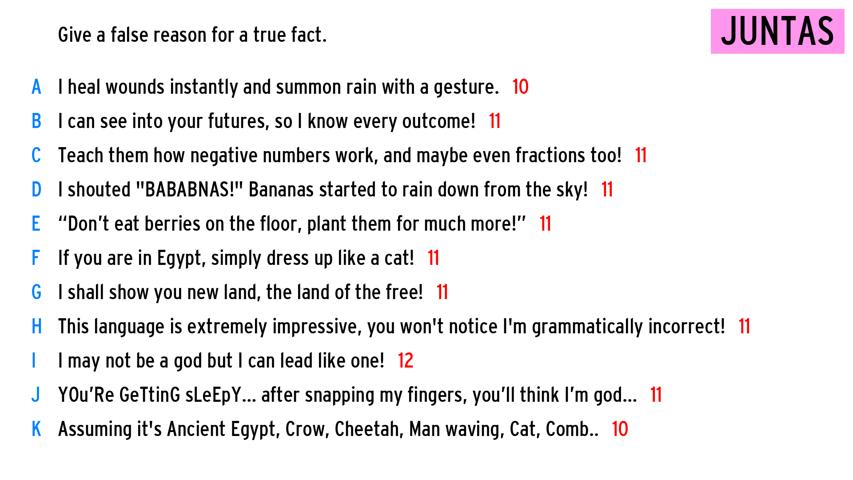 Give a false reason for a true fact.
JUNTAS
A I heal wounds instantly and summon rain with a gesture. 10
B I can see into your futures, so I know every outcome! 11
C Teach them how negative numbers work, and maybe even fractions too! 11
D I shouted "BABABNAS!" Bananas started to rain down from the sky! 11
E “Don’t eat berries on the floor, plant them for much more!” 11
F If you are in Egypt, simply dress up like a cat! 11
G I shall show you new land, the land of the free! 11
H This language is extremely impressive, you won't notice I'm grammatically incorrect! 11
I I may not be a god but I can lead like one! 12
J YOu’Re GeTtinG sLeEpY... after snapping my fingers, you’ll think I’m god... 11
K Assuming it's Ancient Egypt, Crow, Cheetah, Man waving, Cat, Comb.. 10